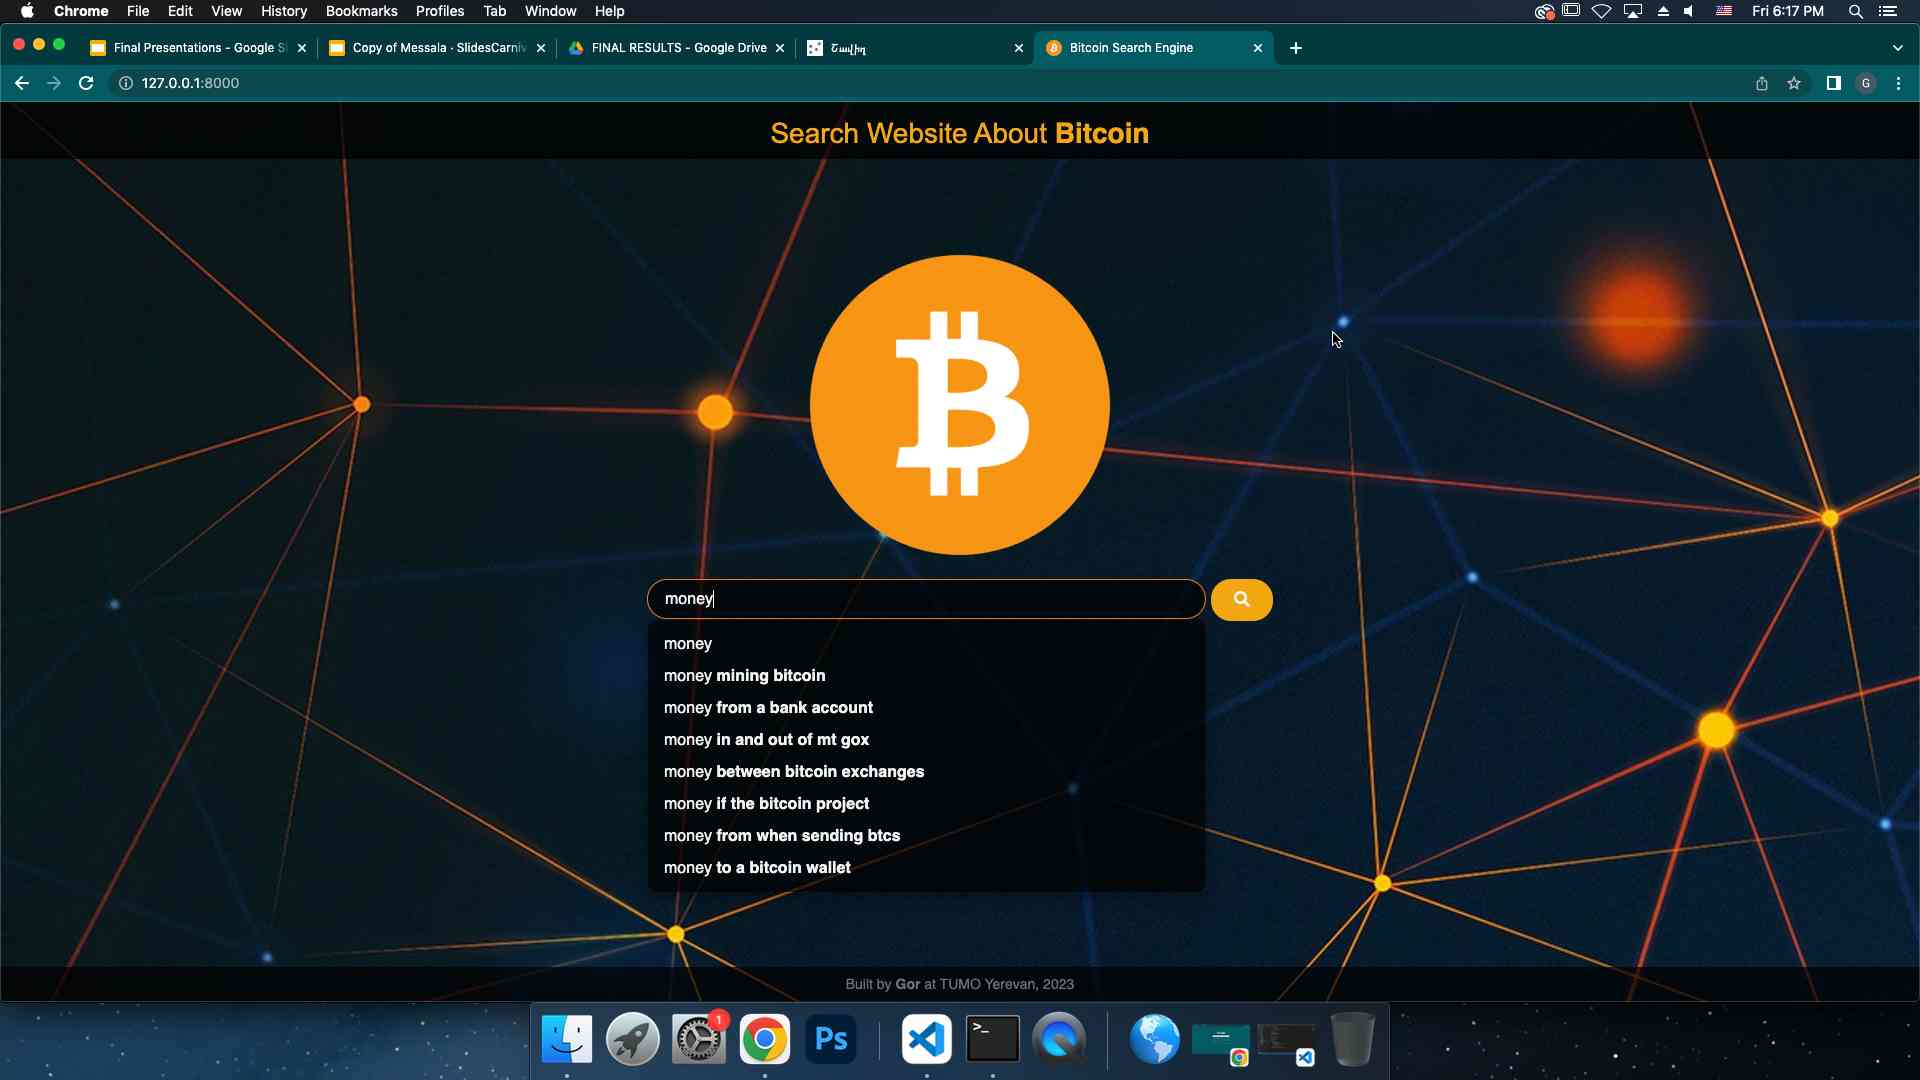 Chrome File Edit View History Bookmarks Profiles Tab Window Help Fri 6:17 PM
Final Presentations - Google Sl Copy of Messala · SlidesCarniv FINAL RESULTS - Google Drive Bitcoin Search Engine
127.0.0.1:8000 G
Search Website About Bitcoin
money
money
money mining bitcoin
money from a bank account
money in and out of mt gox
money between bitcoin exchanges
money if the bitcoin project
money from when sending btcs
money to a bitcoin wallet
Built by Gor at TUMO Yerevan, 2023
1
Ps
>_